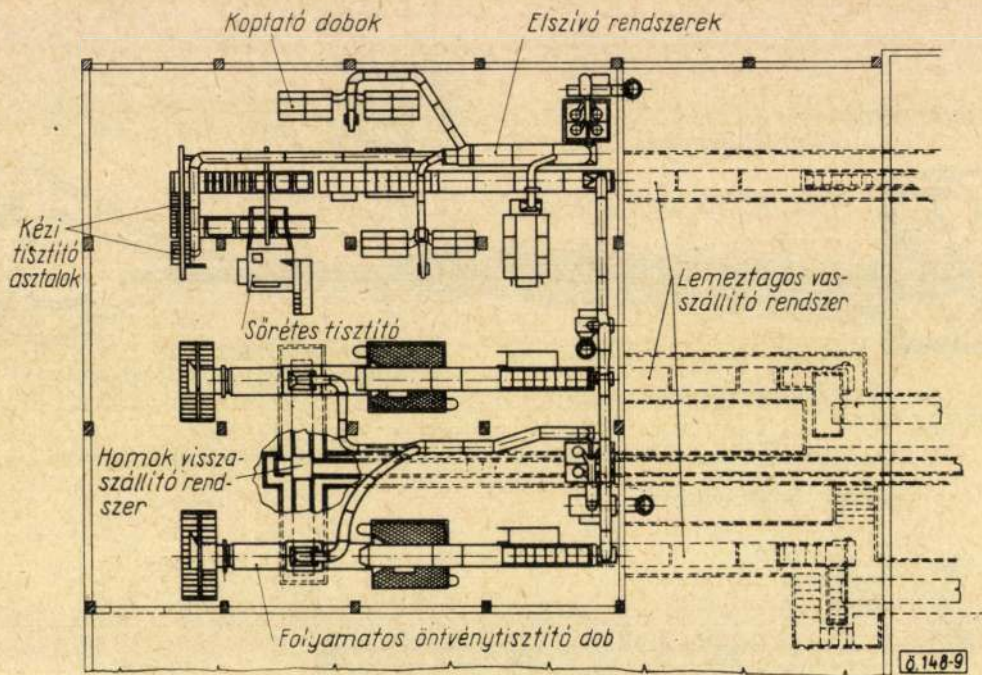 Koptató dobok
Elszívó rendszerek
Kézi
tisztító
asztalok
Sörétes tisztító
Lemeztagos vas-
szállító rendszer
Homok vissza-
szállító rend-
szer
Folyamatos öntvénytisztító dob
Ö.148-9